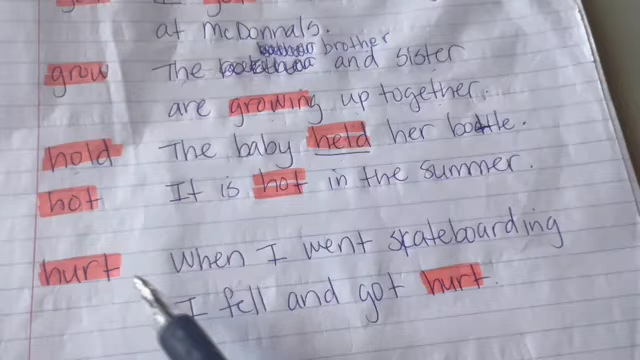 at McDonnals.
brother
grow The and sister
are growing up together.
hold The baby held her bottle.
hot It is hot in the summer.
hurt When I went skateboarding
I fell and got hurt.